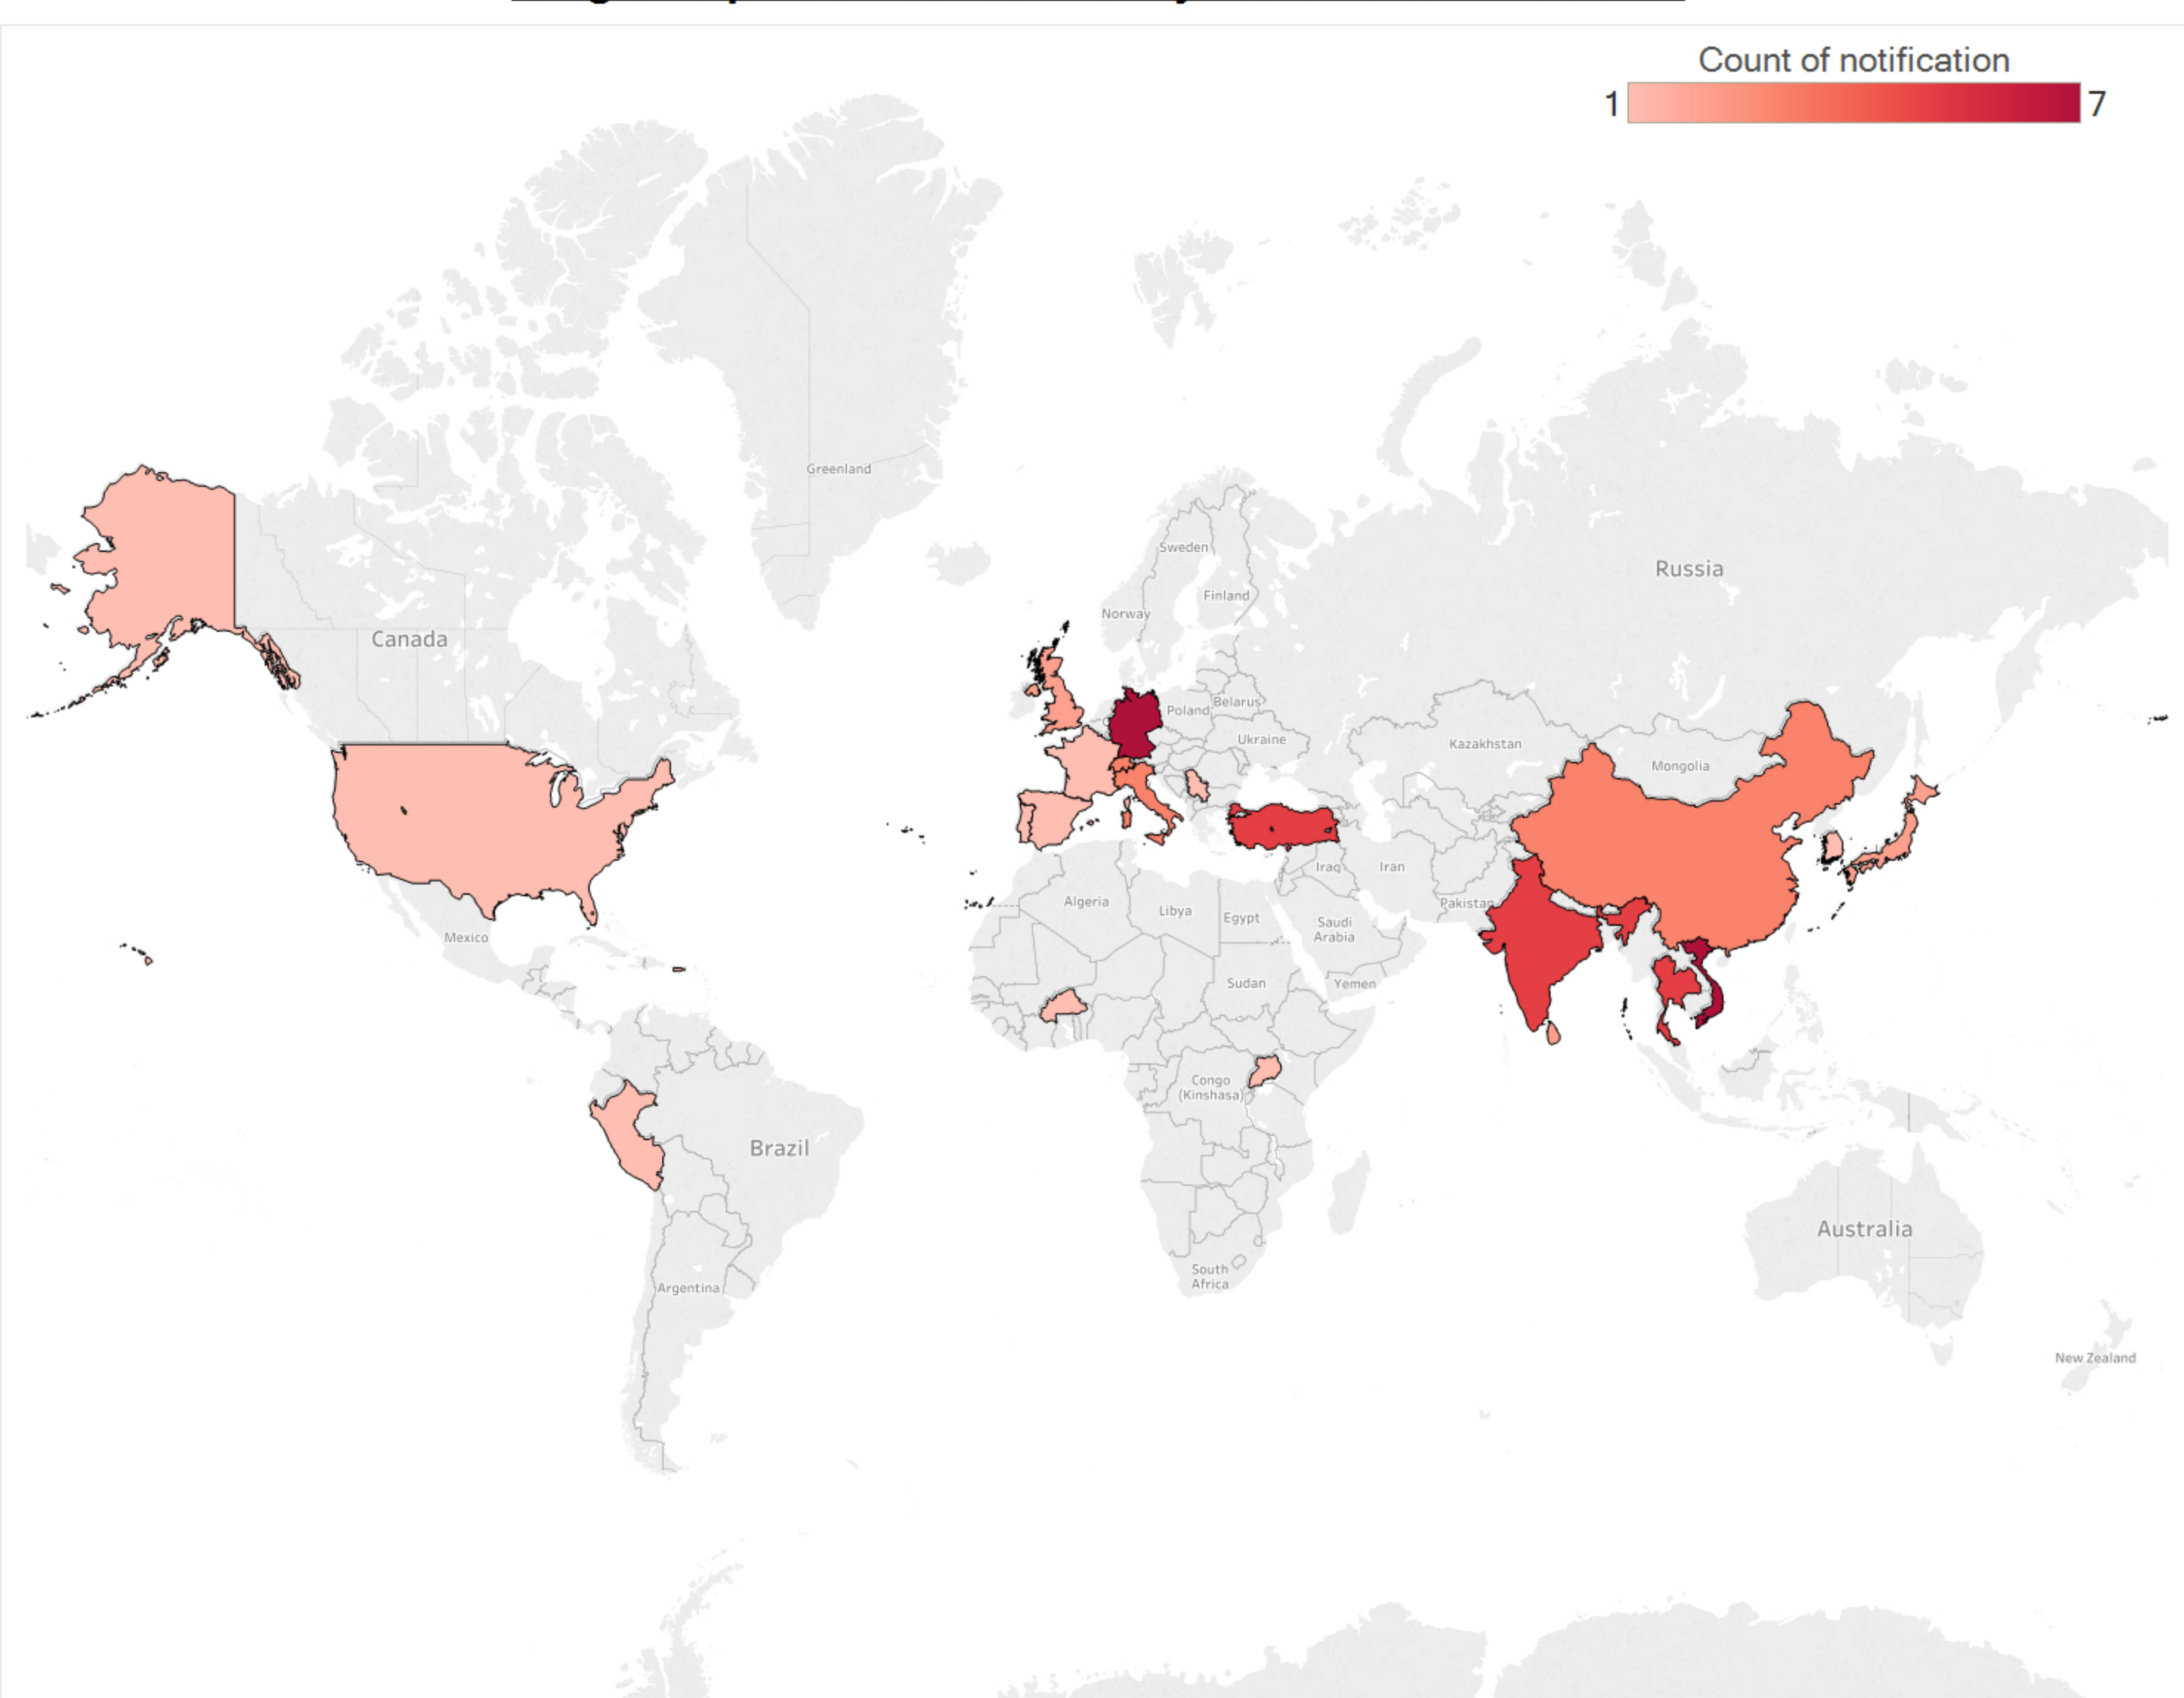 Count of notification
1
7
Greenland
Sweden
Russia
Finland
Norway
Canada
Belarus
Poland
Ukraine
Kazakhstan
Mongolia
Iraq
Iran
Algeria
Pakistan
Libya
Egypt
Saudi
Arabia
Mexico
Sudan
Yemen
Congo
(Kinshasa)
Brazil
Australia
South
Africa
Argentina
New Zealand